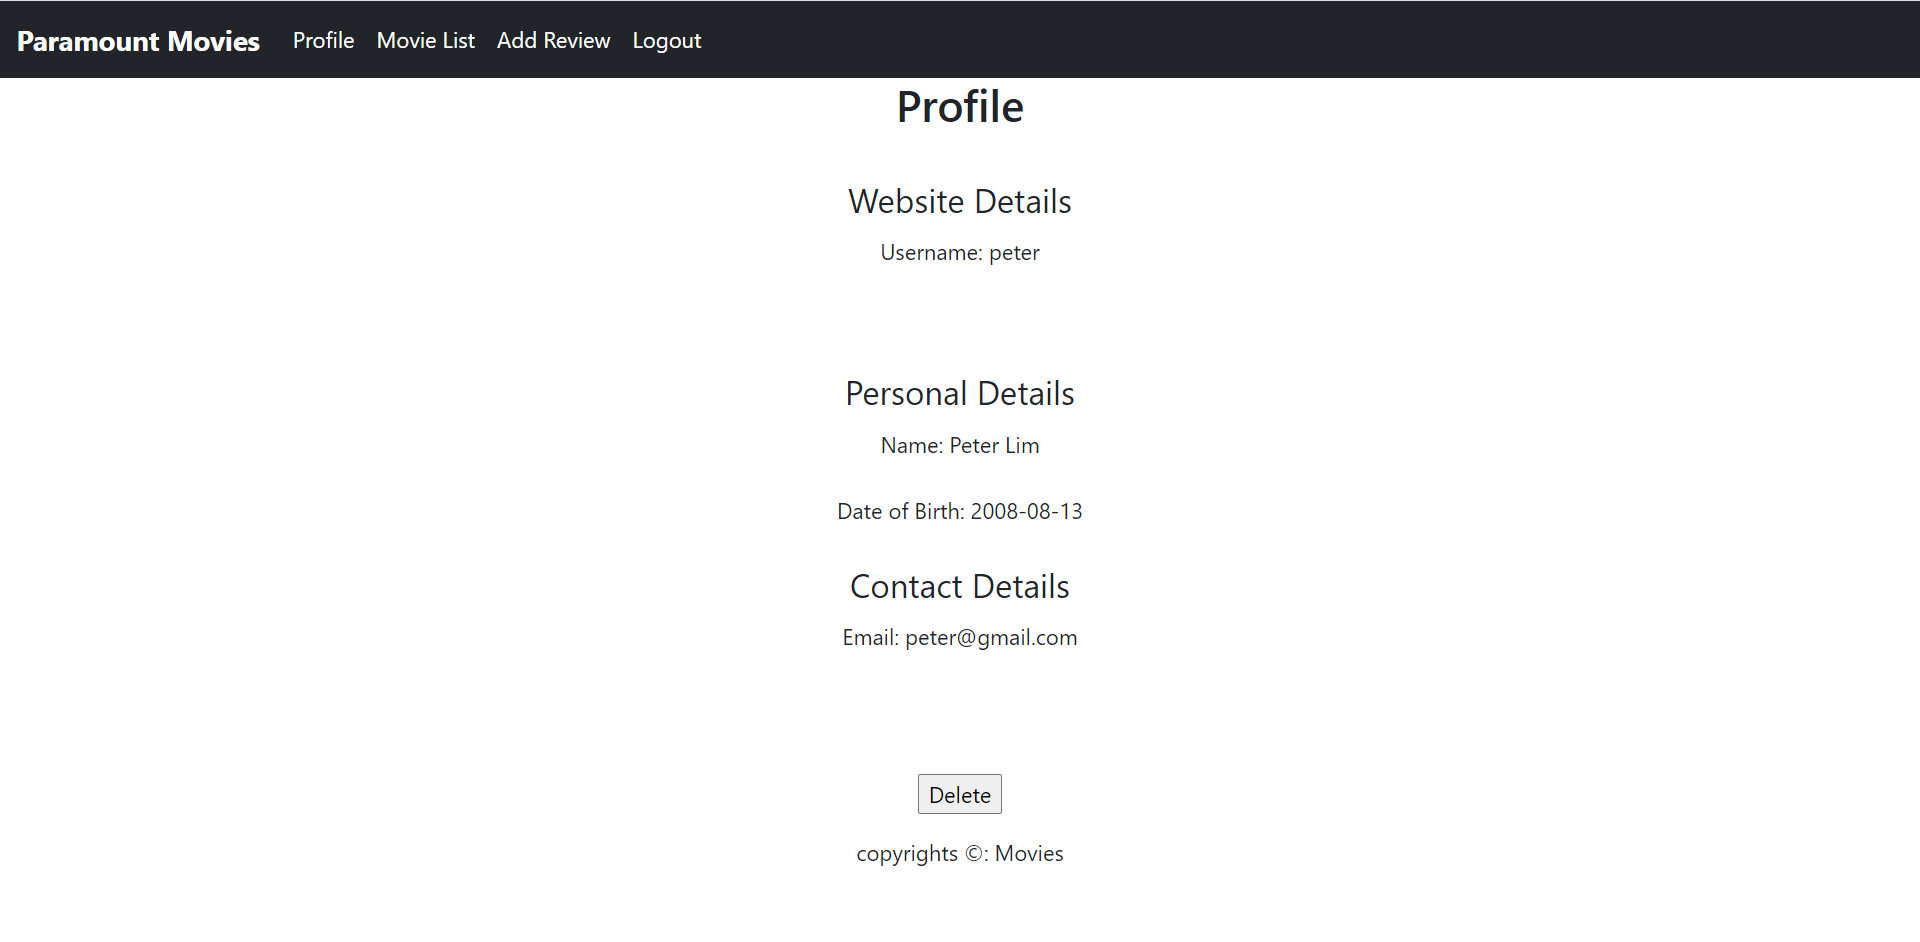 Paramount Movies Profile Movie List Add Review Logout
Profile
Website Details
Username: peter
Personal Details
Name: Peter Lim
Date of Birth: 2008-08-13
Contact Details
Email: peter@gmail.com
Delete
copyrights ©: Movies